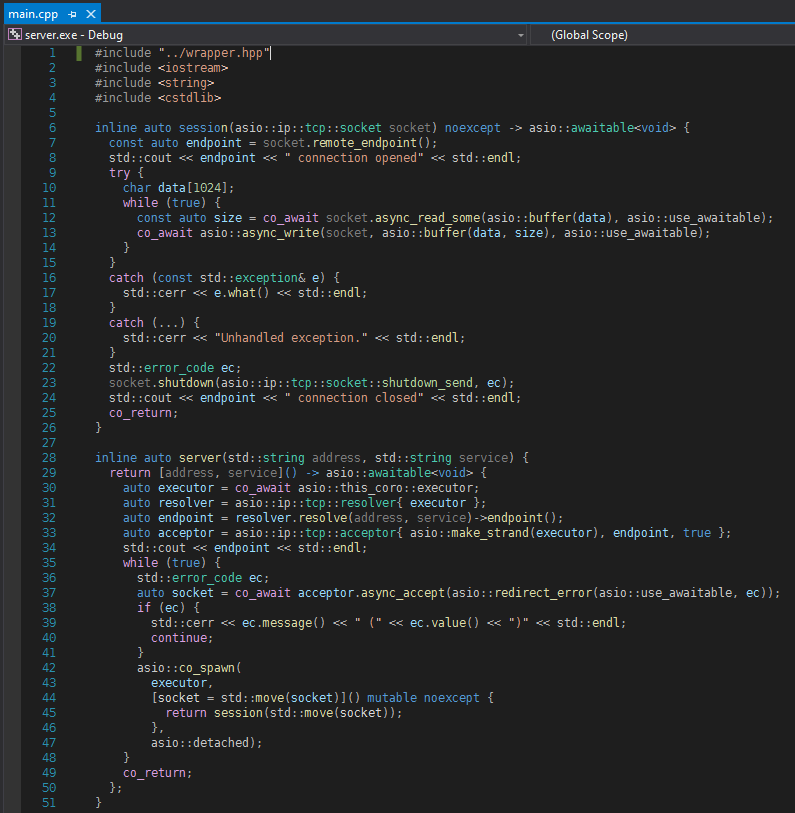 main.cpp
server.exe - Debug (Global Scope)
1 #include "../wrapper.hpp"
2 #include <iostream>
3 #include <string>
4 #include <cstdlib>
5
6 inline auto session(asio::ip::tcp::socket socket) noexcept -> asio::awaitable<void> {
7   const auto endpoint = socket.remote_endpoint();
8   std::cout << endpoint << " connection opened" << std::endl;
9   try {
10     char data[1024];
11     while (true) {
12       const auto size = co_await socket.async_read_some(asio::buffer(data), asio::use_awaitable);
13       co_await asio::async_write(socket, asio::buffer(data, size), asio::use_awaitable);
14     }
15   }
16   catch (const std::exception& e) {
17     std::cerr << e.what() << std::endl;
18   }
19   catch (...) {
20     std::cerr << "Unhandled exception." << std::endl;
21   }
22   std::error_code ec;
23   socket.shutdown(asio::ip::tcp::socket::shutdown_send, ec);
24   std::cout << endpoint << " connection closed" << std::endl;
25   co_return;
26 }
27
28 inline auto server(std::string address, std::string service) {
29   return [address, service]() -> asio::awaitable<void> {
30     auto executor = co_await asio::this_coro::executor;
31     auto resolver = asio::ip::tcp::resolver{ executor };
32     auto endpoint = resolver.resolve(address, service)->endpoint();
33     auto acceptor = asio::ip::tcp::acceptor{ asio::make_strand(executor), endpoint, true };
34     std::cout << endpoint << std::endl;
35     while (true) {
36       std::error_code ec;
37       auto socket = co_await acceptor.async_accept(asio::redirect_error(asio::use_awaitable, ec));
38       if (ec) {
39         std::cerr << ec.message() << " (" << ec.value() << ")" << std::endl;
40         continue;
41       }
42       asio::co_spawn(
43         executor,
44         [socket = std::move(socket)]() mutable noexcept {
45           return session(std::move(socket));
46         },
47         asio::detached);
48     }
49     co_return;
50   };
51 }